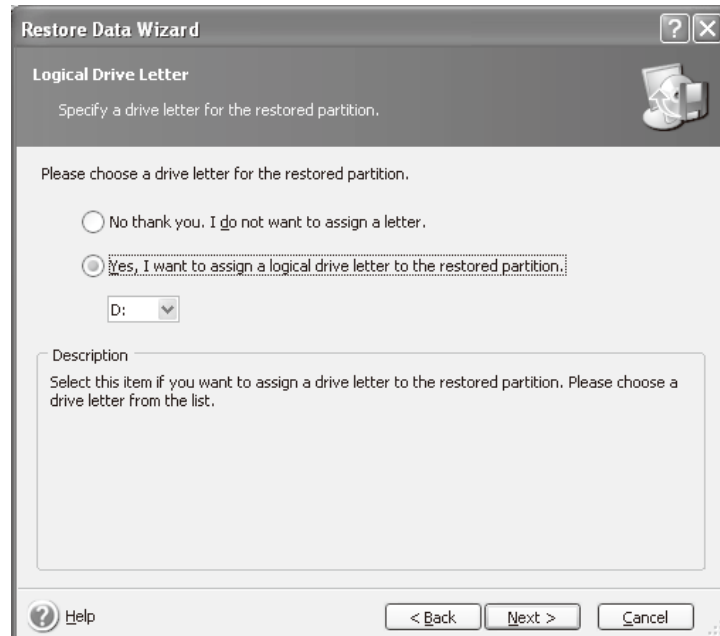 Restore Data Wizard
Logical Drive Letter
Specify a drive letter for the restored partition.
Please choose a drive letter for the restored partition.
No thank you. I do not want to assign a letter.
Yes, I want to assign a logical drive letter to the restored partition.
D:
Description
Select this item if you want to assign a drive letter to the restored partition. Please choose a
drive letter from the list.
Help
< Back
Next >
Cancel